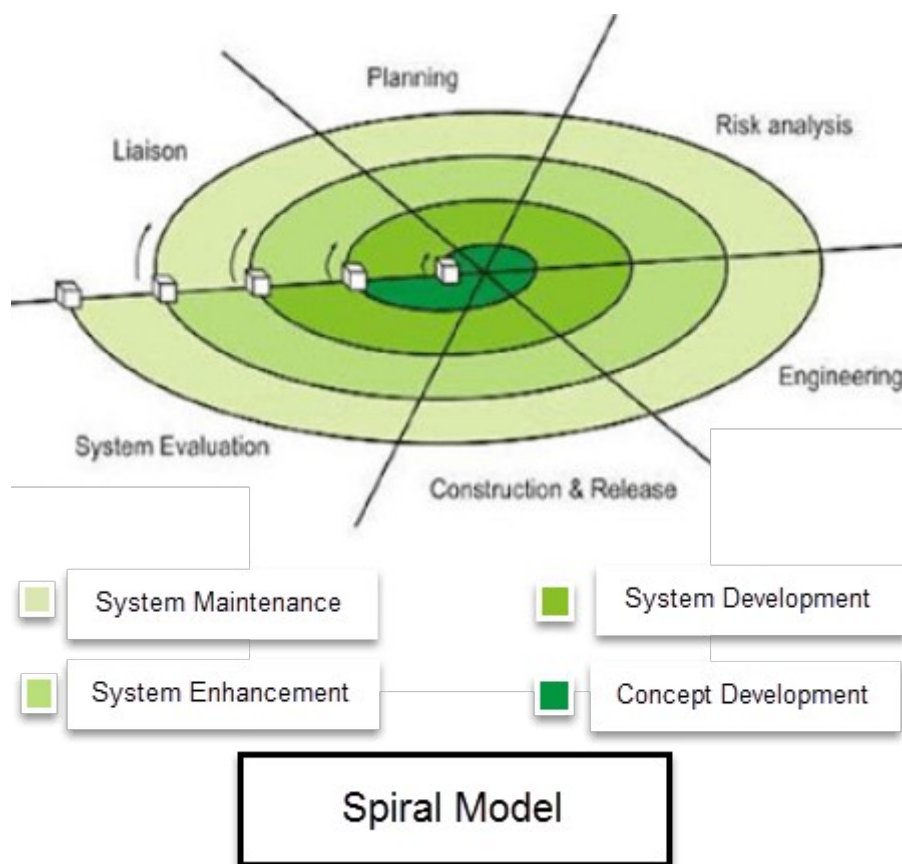 Planning
Risk analysis
Liaison
Engineering
System Evaluation
Construction & Release
System Maintenance
System Development
System Enhancement
Concept Development
Spiral Model